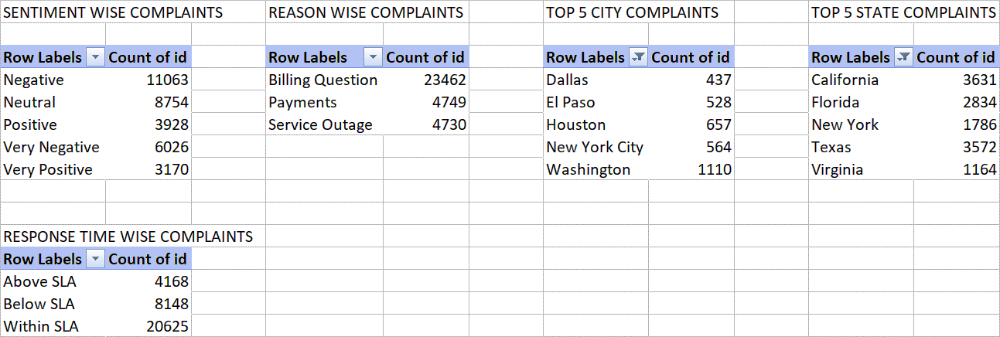 SENTIMENT WISE COMPLAINTS REASON WISE COMPLAINTS TOP 5 CITY COMPLAINTS TOP 5 STATE COMPLAINTS
Row Labels Count of id Row Labels Count of id Row Labels Count of id Row Labels Count of id
Negative 11063 Billing Question 23462 Dallas 437 California 3631
Neutral 8754 Payments 4749 El Paso 528 Florida 2834
Positive 3928 Service Outage 4730 Houston 657 New York 1786
Very Negative 6026 New York City 564 Texas 3572
Very Positive 3170 Washington 1110 Virginia 1164
RESPONSE TIME WISE COMPLAINTS
Row Labels Count of id
Above SLA 4168
Below SLA 8148
Within SLA 20625